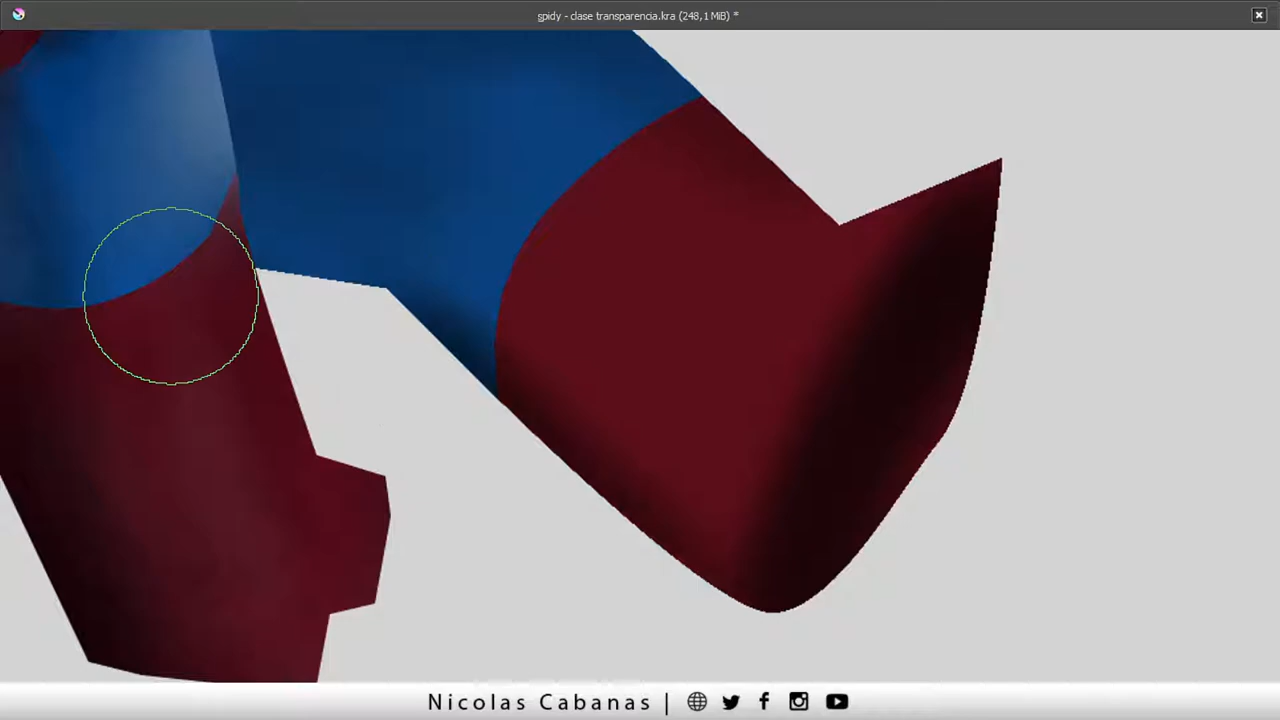 spidy - clase transparencia.kra (248,1 MiB) *
Nicolas Cabanas |